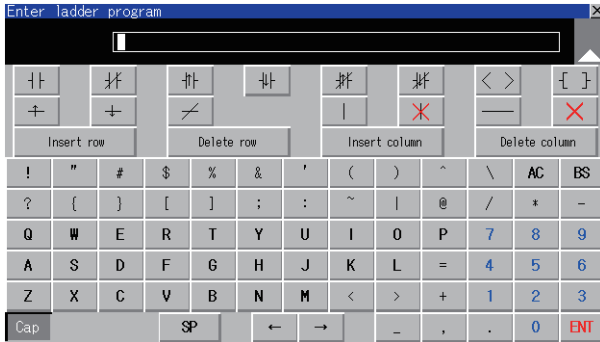 Enter ladder program
< > [ ]
Insert row Delete row Insert column Delete column
! " # $ % & ' ( ) ^ \ AC BS
? { } [ ] ; : ~ | @ / * -
Q W E R T Y U I O P 7 8 9
A S D F G H J K L = 4 5 6
Z X C V B N M < > + 1 2 3
Cap SP ← → _ , . 0 ENT